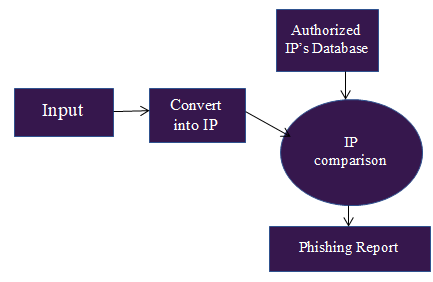 Authorized
IP's Database
Input
Convert
into IP
IP
comparison
Phishing Report